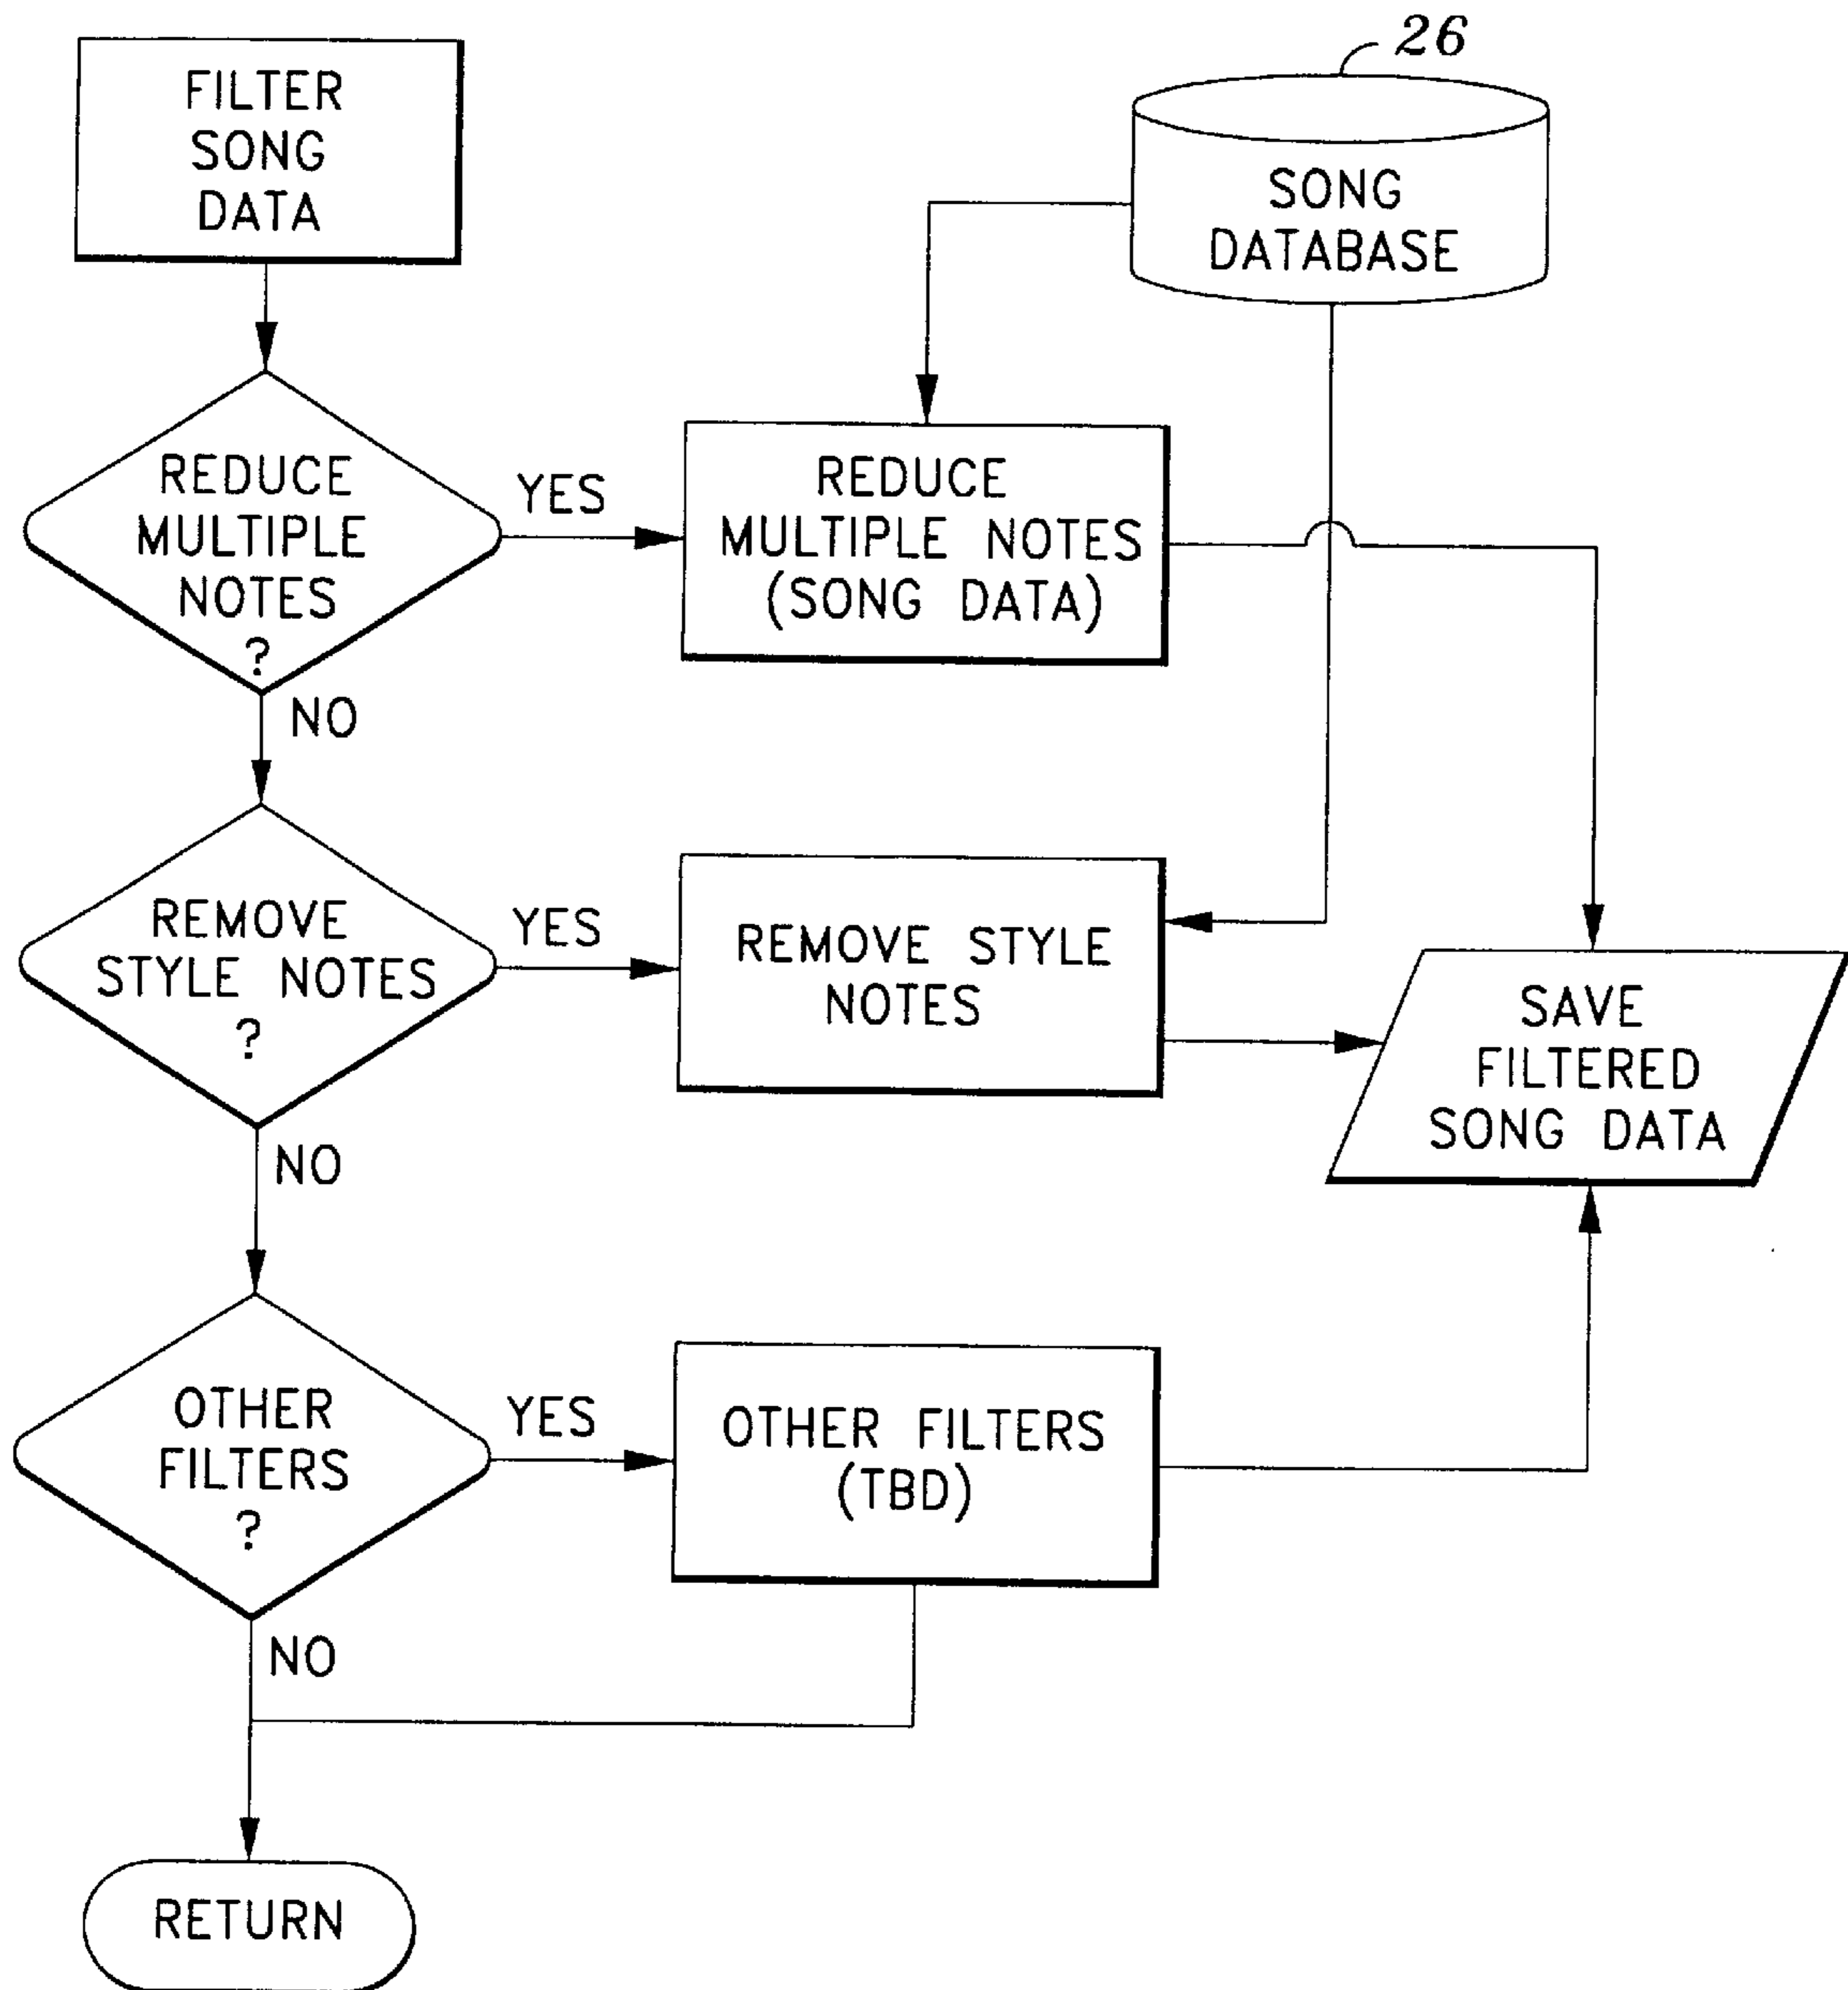 FILTER
SONG
DATA
26
SONG
DATABASE
REDUCE
MULTIPLE
NOTES
?
YES
REDUCE
MULTIPLE NOTES
(SONG DATA)
NO
REMOVE
STYLE NOTES
?
YES
REMOVE STYLE
NOTES
SAVE
FILTERED
SONG DATA
NO
OTHER
FILTERS
?
YES
OTHER FILTERS
(TBD)
NO
RETURN